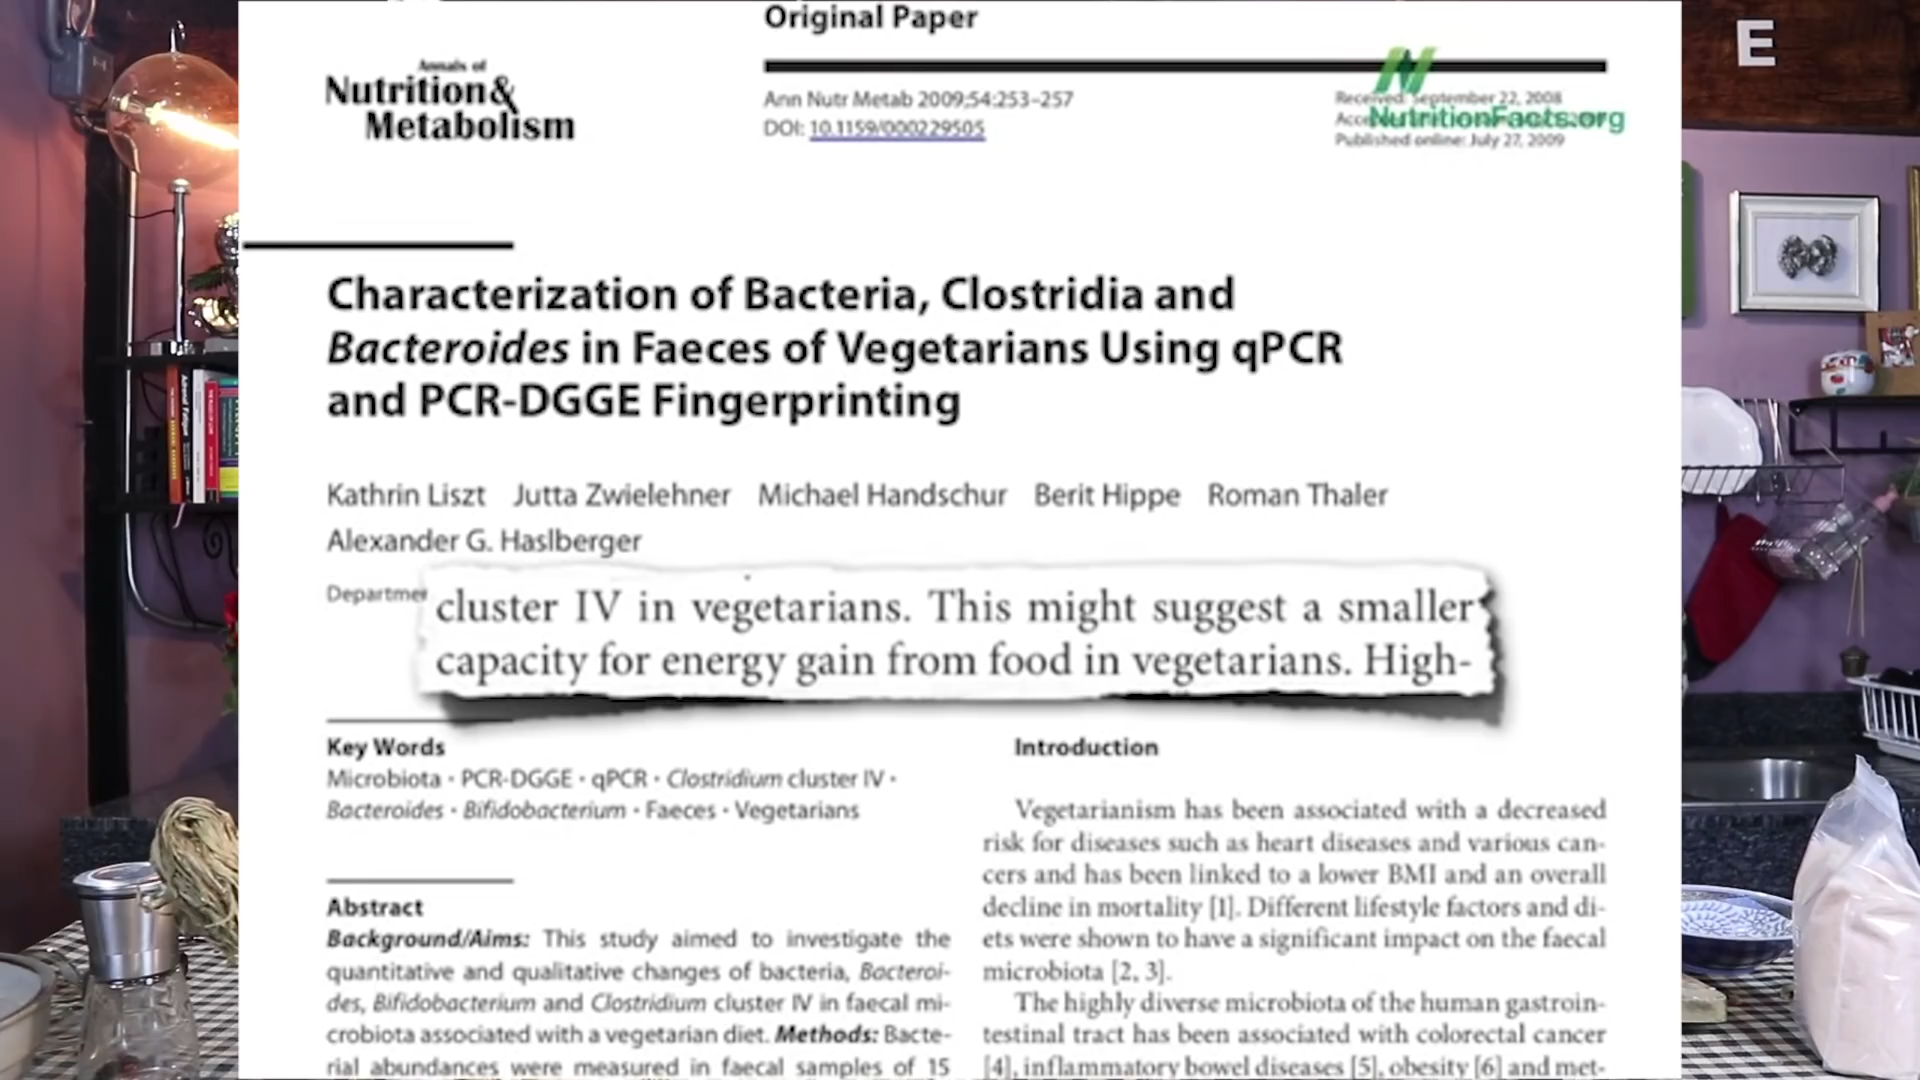 Original Paper
E
Annals of
Nutrition&
Metabolism
Ann Nutr Metab 2009;54:253–257
DOI: 10.1159/000229505
Received: September 22, 2008
NutritionFacts.org
Published online: July 27, 2009
Characterization of Bacteria, Clostridia and
Bacteroides in Faeces of Vegetarians Using qPCR
and PCR-DGGE Fingerprinting
Kathrin Liszt Jutta Zwielehner Michael Handschur Berit Hippe Roman Thaler
Alexander G. Haslberger
cluster IV in vegetarians. This might suggest a smaller
capacity for energy gain from food in vegetarians. High-
Key Words
Microbiota · PCR-DGGE · qPCR · Clostridium cluster IV ·
Bacteroides · Bifidobacterium · Faeces · Vegetarians
Abstract
Background/Aims: This study aimed to investigate the
quantitative and qualitative changes of bacteria, Bacteroi-
des, Bifidobacterium and Clostridium cluster IV in faecal mi-
crobiota associated with a vegetarian diet. Methods: Bacte-
rial abundances were measured in faecal samples of 15
Introduction
Vegetarianism has been associated with a decreased
risk for diseases such as heart diseases and various can-
cers and has been linked to a lower BMI and an overall
decline in mortality [1]. Different lifestyle factors and di-
ets were shown to have a significant impact on the faecal
microbiota [2, 3].
The highly diverse microbiota of the human gastroin-
testinal tract has been associated with colorectal cancer
[4], inflammatory bowel diseases [5], obesity [6] and met-